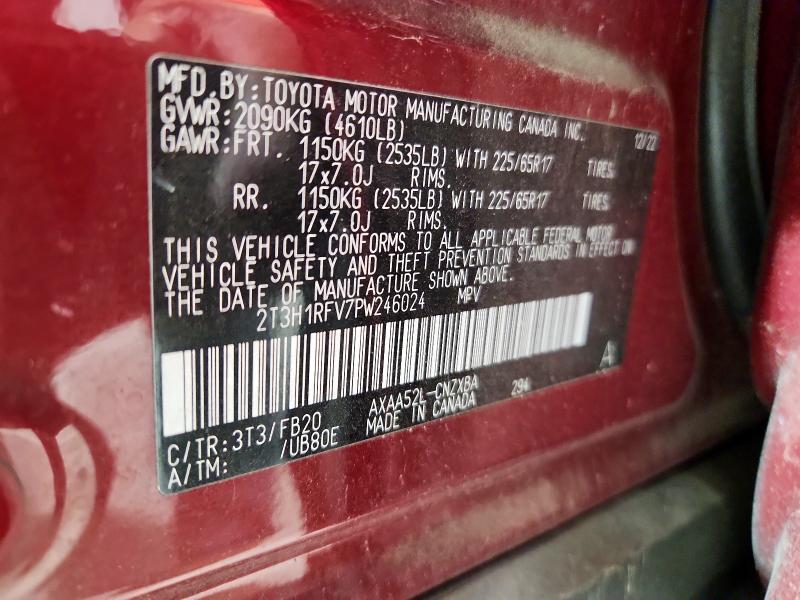 MFD. BY: TOYOTA MOTOR MANUFACTURING CANADA INC.
GVWR: 2090KG (4610LB) 12/22
GAWR: FRT. 1150KG (2535LB) WITH 225/65R17 TIRES,
17x7.0J RIMS.
RR. 1150KG (2535LB) WITH 225/65R17 TIRES,
17x7.0J RIMS.
THIS VEHICLE CONFORMS TO ALL APPLICABLE FEDERAL MOTOR
VEHICLE SAFETY AND THEFT PREVENTION STANDARDS IN EFFECT ON
THE DATE OF MANUFACTURE SHOWN ABOVE.
2T3H1RFV7PW246024 MPV
A
C/TR: 3T3/FB20 AXAA52L-CNZXBA 294
A/TM: /UB80E MADE IN CANADA